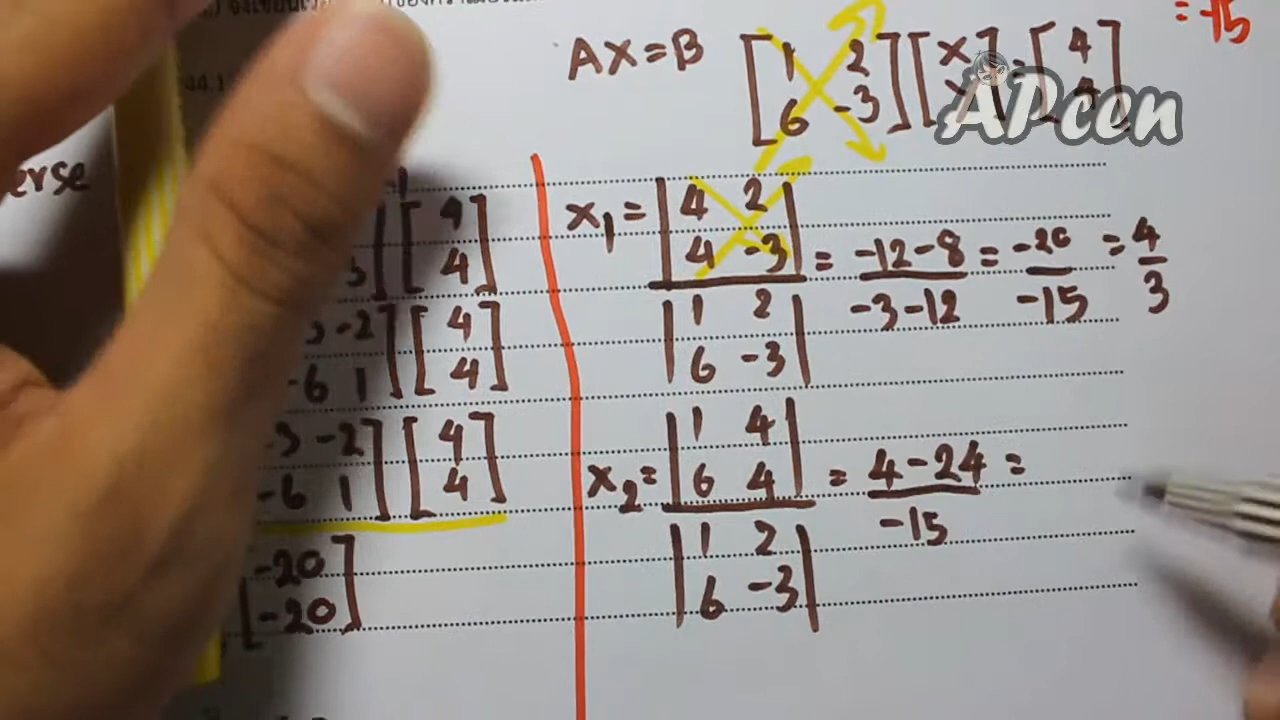 = -15
AX=B [1 2 6 -3] [x y] = [4 4]
APcen
erse
[4 4]
3
-2 [4
-6 1] 4]
-3 -2] [4
-6 1] 4]
[-20
-20]
x1 = |4 2|
|4 -3| = -12-8 = -20 = 4
-3-12 -15 3
|1 2|
|6 -3|
x2 = |1 4|
|6 4| = 4-24 =
-15
|1 2|
|6 -3|